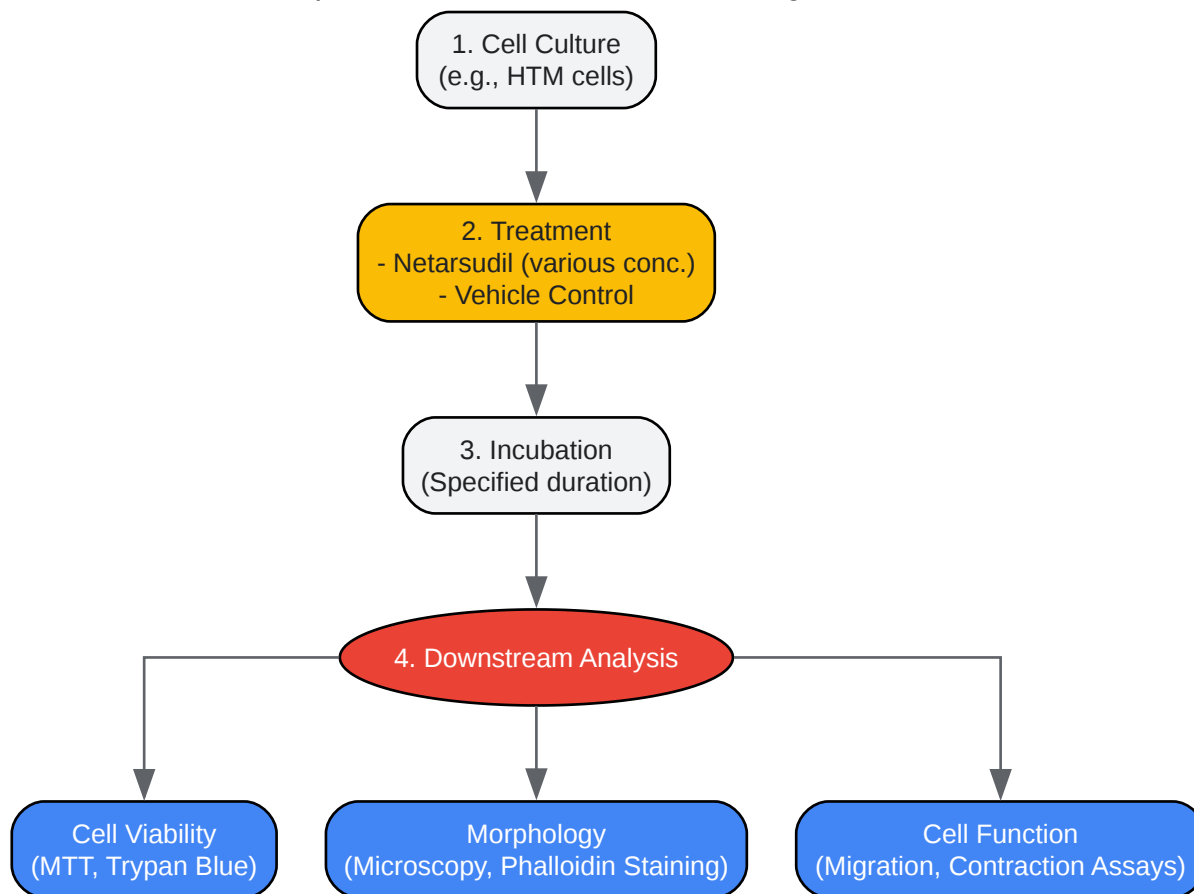 1. Cell Culture
(e.g., HTM cells)
2. Treatment
- Netarsudil (various conc.)
- Vehicle Control
3. Incubation
(Specified duration)
4. Downstream Analysis
Cell Viability
(MTT, Trypan Blue)
Morphology
(Microscopy, Phalloidin Staining)
Cell Function
(Migration, Contraction Assays)